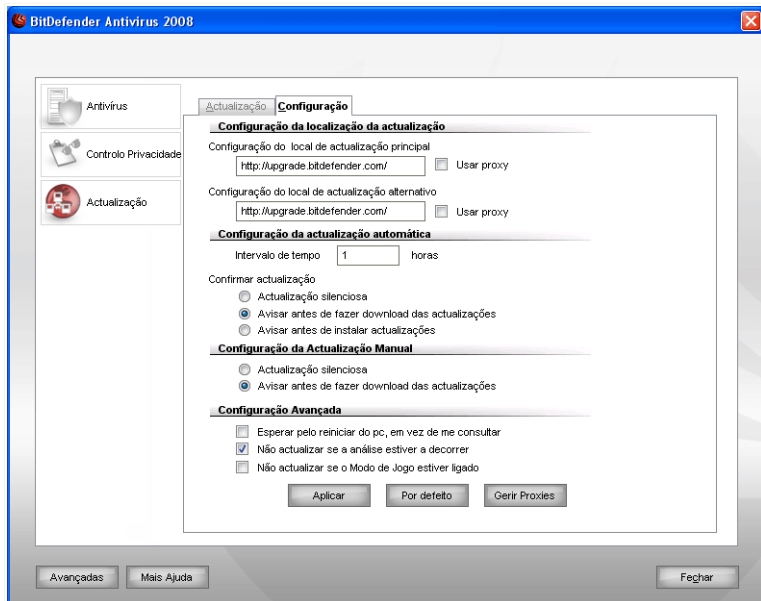 BitDefender Antivirus 2008
Antivírus
Controlo Privacidade
Actualização
Actualização Configuração
Configuração da localização da actualização
Configuração do local de actualização principal
http://upgrade.bitdefender.com/ Usar proxy
Configuração do local de actualização alternativo
http://upgrade.bitdefender.com/ Usar proxy
Configuração da actualização automática
Intervalo de tempo 1 horas
Confirmar actualização
Actualização silenciosa
Avisar antes de fazer download das actualizações
Avisar antes de instalar actualizações
Configuração da Actualização Manual
Actualização silenciosa
Avisar antes de fazer download das actualizações
Configuração Avançada
Esperar pelo reiniciar do pc, em vez de me consultar
Não actualizar se a análise estiver a decorrer
Não actualizar se o Modo de Jogo estiver ligado
Aplicar Por defeito Gerir Proxies
Avançadas Mais Ajuda Fechar